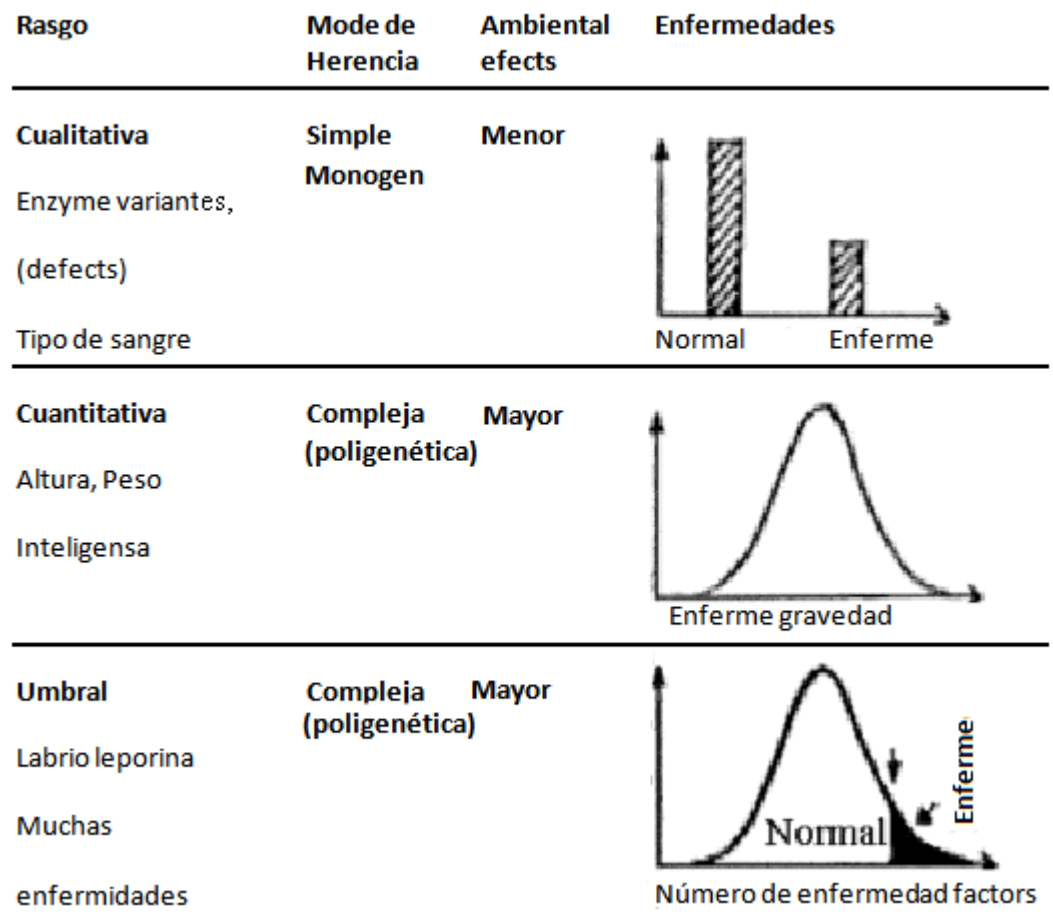 Rasgo
Mode de
Herencia
Ambiental
efects
Enfermedades
Cualitativa
Enzyme variantes,
(defects)
Tipo de sangre
Simple
Monogen
Menor
Normal
Enferme
Cuantitativa
Altura, Peso
Inteligensa
Compleja
(poligenética)
Mayor
Enferme gravedad
Umbral
Labrio leporina
Muchas
enfermidades
Compleja
(poligenética)
Mayor
Normal
Enferme
Número de enfermedad factors